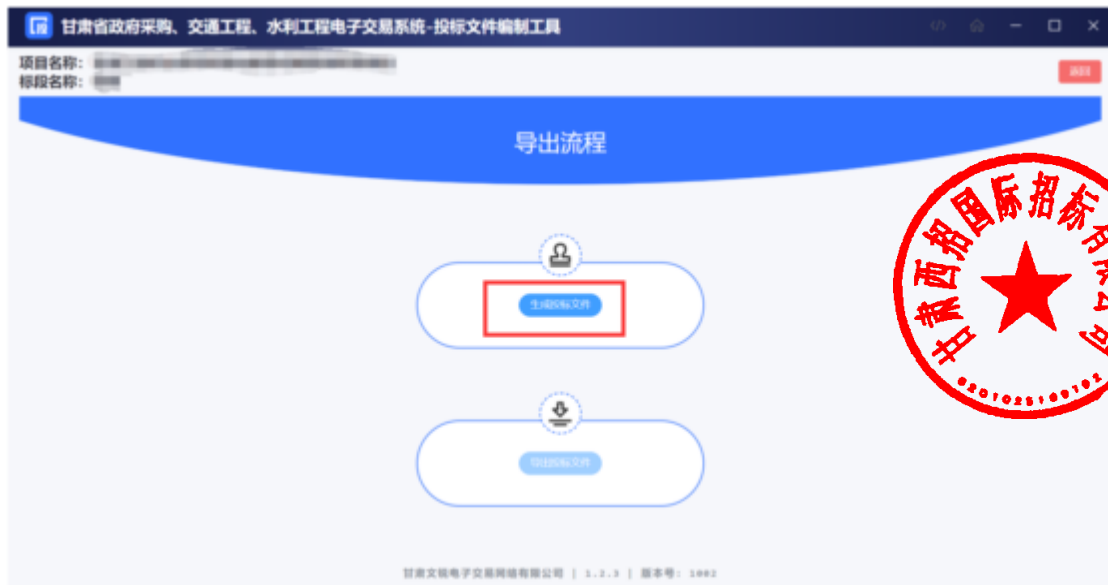 投 甘肃省政府采购、交通工程、水利工程电子交易系统-投标文件编制工具
项目名称：
标段名称：
返回
导出流程
生成投标文件
导出投标文件
甘肃西招国际招标有限公司
甘肃文锐电子交易网络有限公司 | 1.2.3 | 版本号: 1002